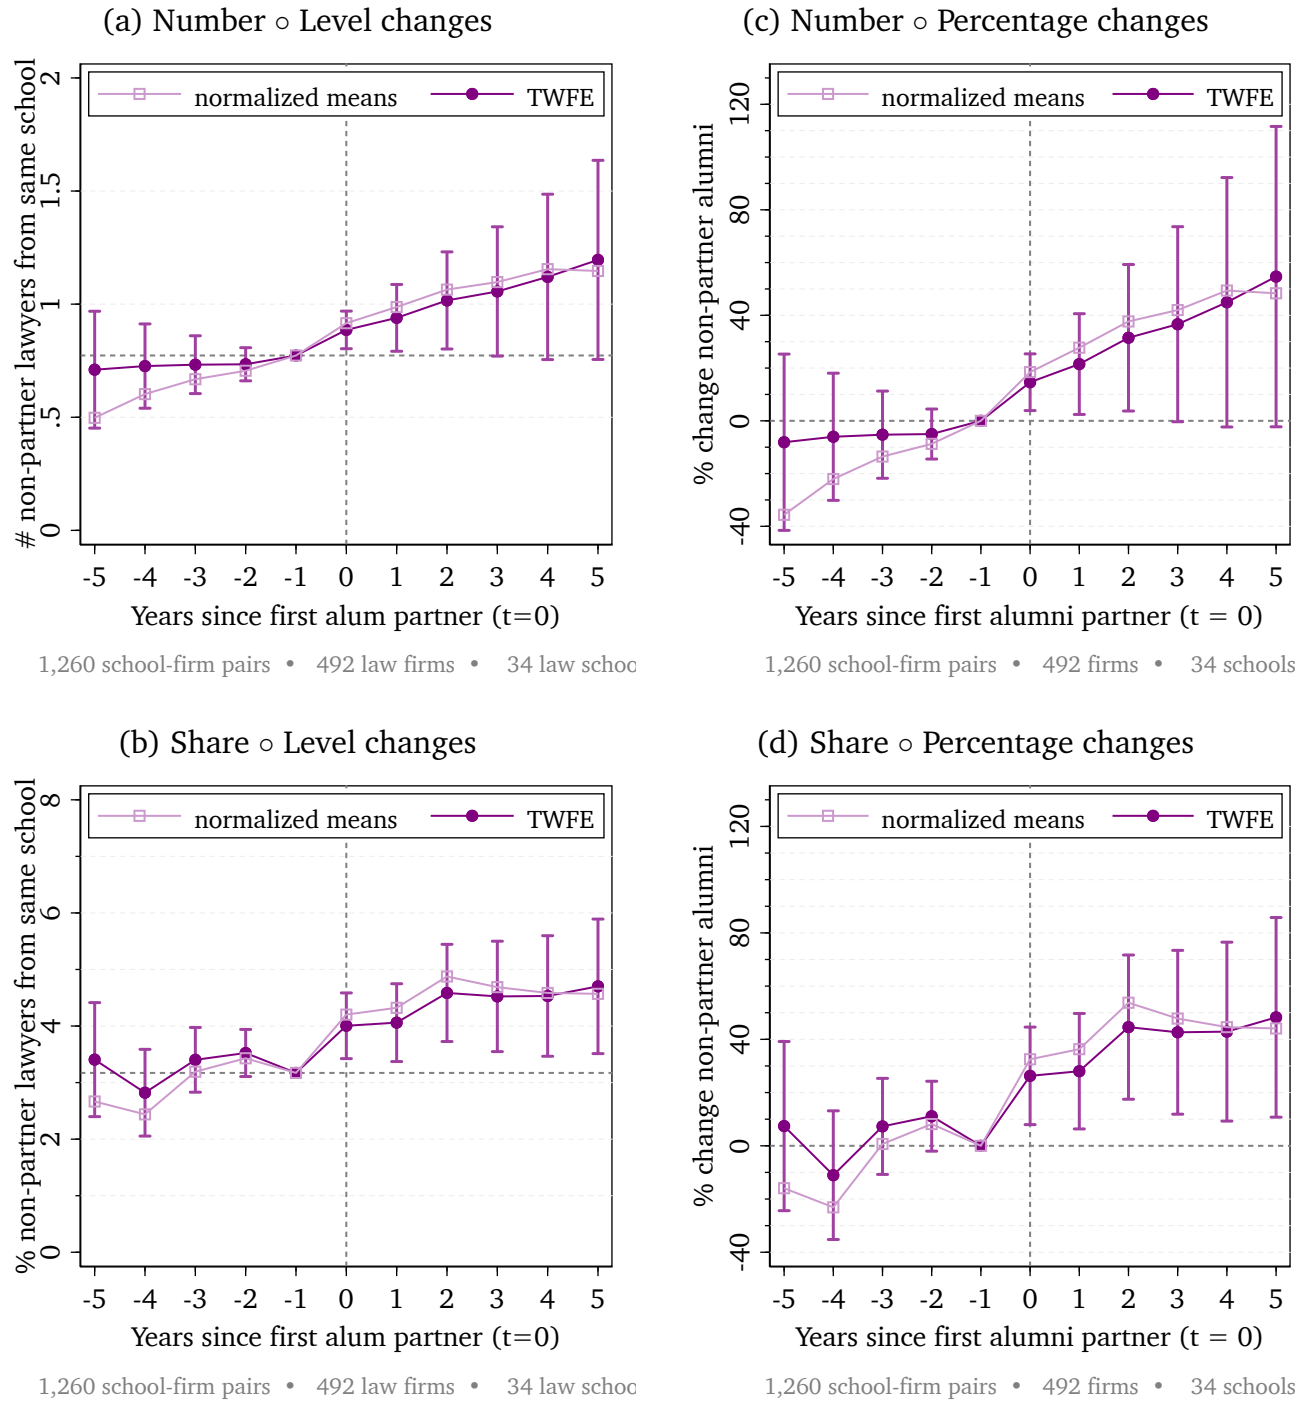 (a) Number ∘ Level changes
# non-partner lawyers from same school
2
1.5
1
.5
0
normalized means
TWFE
-5 -4 -3 -2 -1 0 1 2 3 4 5
Years since first alum partner (t=0)
1,260 school-firm pairs • 492 law firms • 34 law schoo
(c) Number ∘ Percentage changes
% change non-partner alumni
120
80
40
0
-40
normalized means
TWFE
-5 -4 -3 -2 -1 0 1 2 3 4 5
Years since first alumni partner (t = 0)
1,260 school-firm pairs • 492 firms • 34 schools
(b) Share ∘ Level changes
% non-partner lawyers from same school
8
6
4
2
0
normalized means
TWFE
-5 -4 -3 -2 -1 0 1 2 3 4 5
Years since first alum partner (t=0)
1,260 school-firm pairs • 492 law firms • 34 law schoo
(d) Share ∘ Percentage changes
% change non-partner alumni
120
80
40
0
-40
normalized means
TWFE
-5 -4 -3 -2 -1 0 1 2 3 4 5
Years since first alumni partner (t = 0)
1,260 school-firm pairs • 492 firms • 34 schools